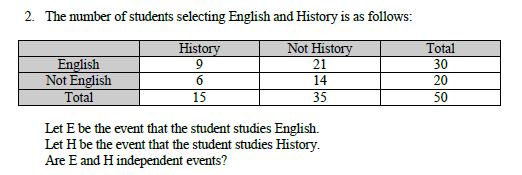 2. The number of students selecting English and History is as follows:
History Not History Total
English 9 21 30
Not English 6 14 20
Total 15 35 50
Let E be the event that the student studies English.
Let H be the event that the student studies History.
Are E and H independent events?